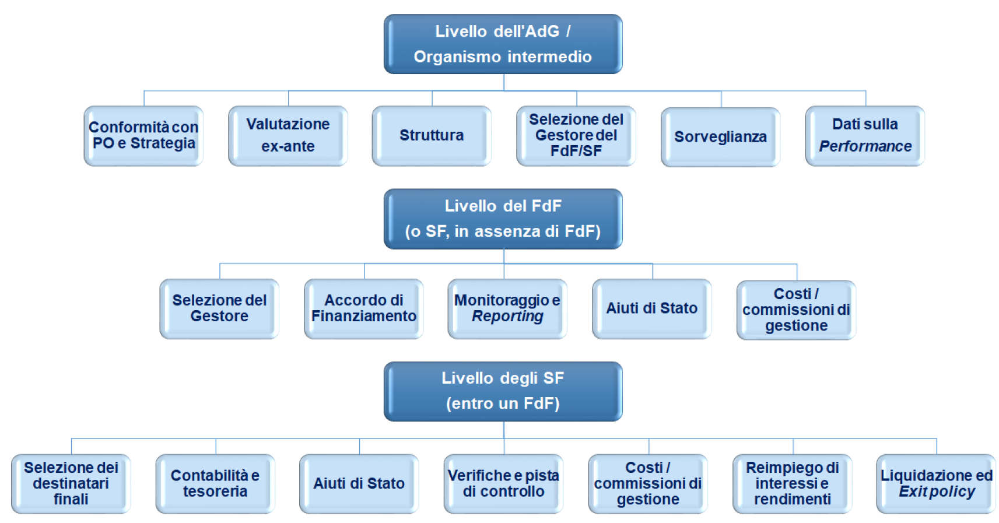 Livello dell'AdG /
Organismo intermedio
Conformità con
PO e Strategia
Valutazione
ex-ante
Struttura
Selezione del
Gestore del
FdF/SF
Sorveglianza
Dati sulla
Performance
Livello del FdF
(o SF, in assenza di FdF)
Selezione del
Gestore
Accordo di
Finanziamento
Monitoraggio e
Reporting
Aiuti di Stato
Costi /
commissioni di
gestione
Livello degli SF
(entro un FdF)
Selezione dei
destinatari
finali
Contabilità e
tesoreria
Aiuti di Stato
Verifiche e pista
di controllo
Costi /
commissioni di
gestione
Reimpiego di
interessi e
rendimenti
Liquidazione ed
Exit policy